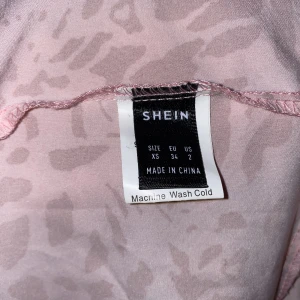 SHEIN
SIZE EU US
XS 34 2
MADE IN CHINA
Machine Wash Cold